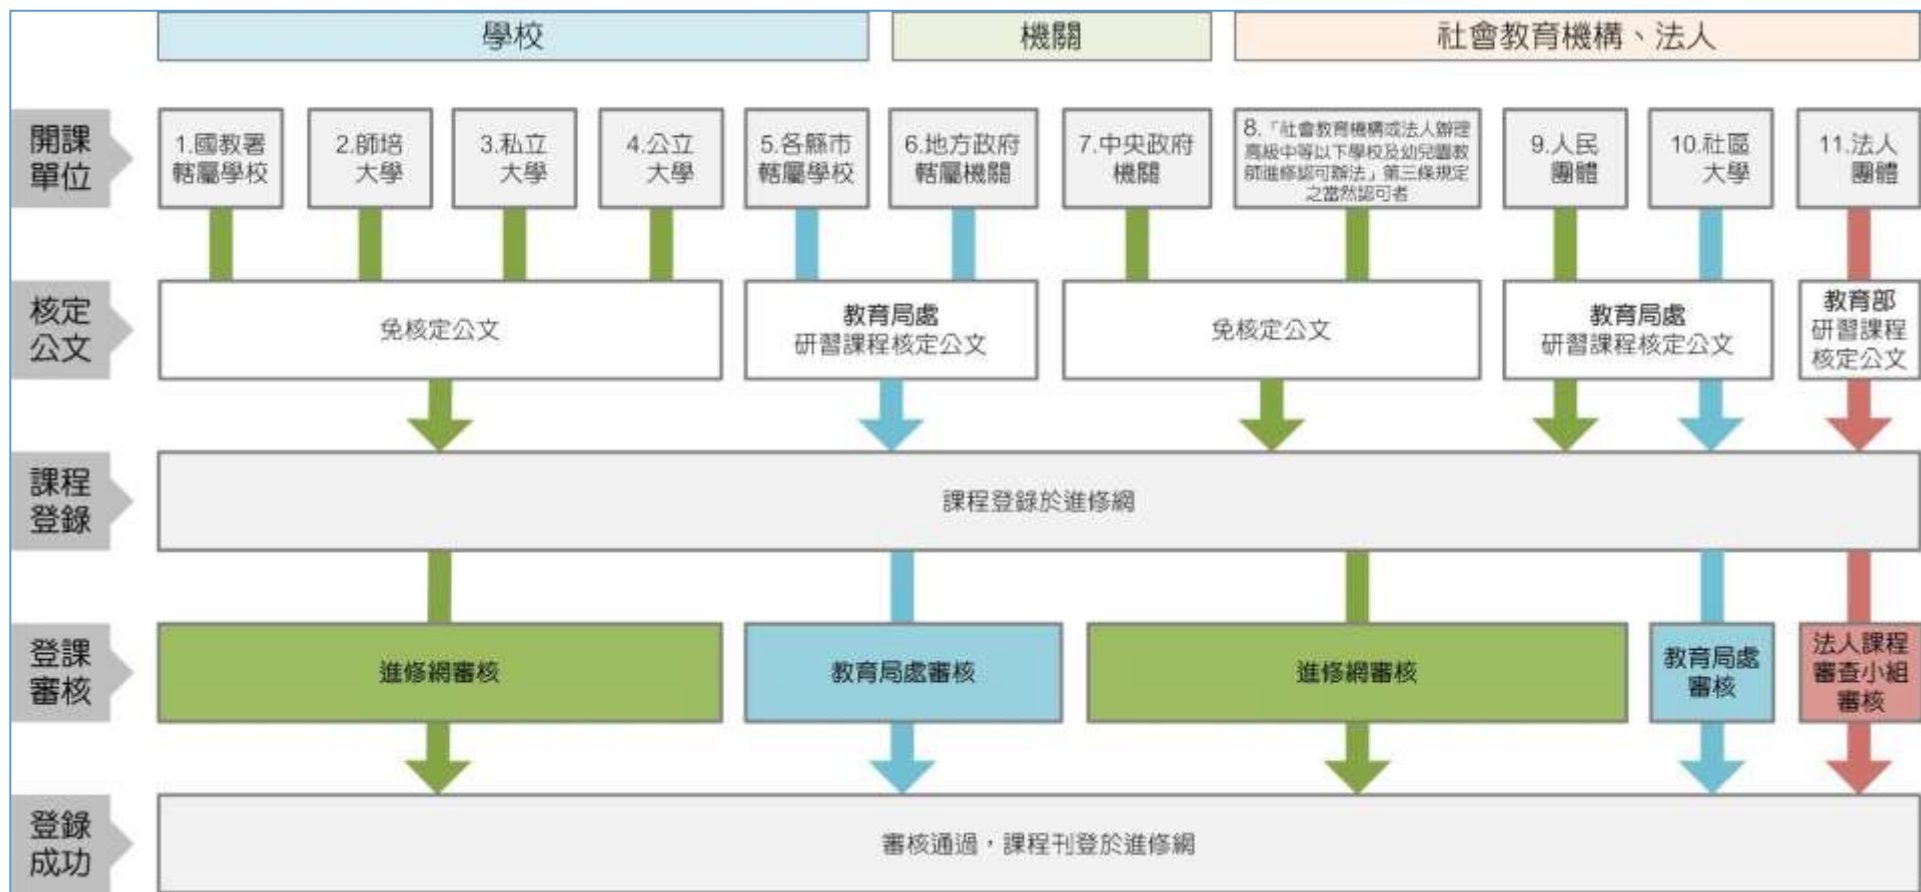 學校
機關
社會教育機構、法人
開課
單位
1.國教署
轄屬學校
2.師培
大學
3.私立
大學
4.公立
大學
5.各縣市
轄屬學校
6.地方政府
轄屬機關
7.中央政府
機關
8.「社會教育機構或法人辦理
高級中等以下學校及幼兒園教
師進修認可辦法」第三條規定
之當然認可者
9.人民
團體
10.社區
大學
11.法人
團體
核定
公文
免核定公文
教育局處
研習課程核定公文
免核定公文
教育局處
研習課程核定公文
教育部
研習課程
核定公文
課程
登錄
課程登錄於進修網
登課
審核
進修網審核
教育局處審核
進修網審核
教育局處
審核
法人課程
審查小組
審核
登錄
成功
審核通過，課程刊登於進修網